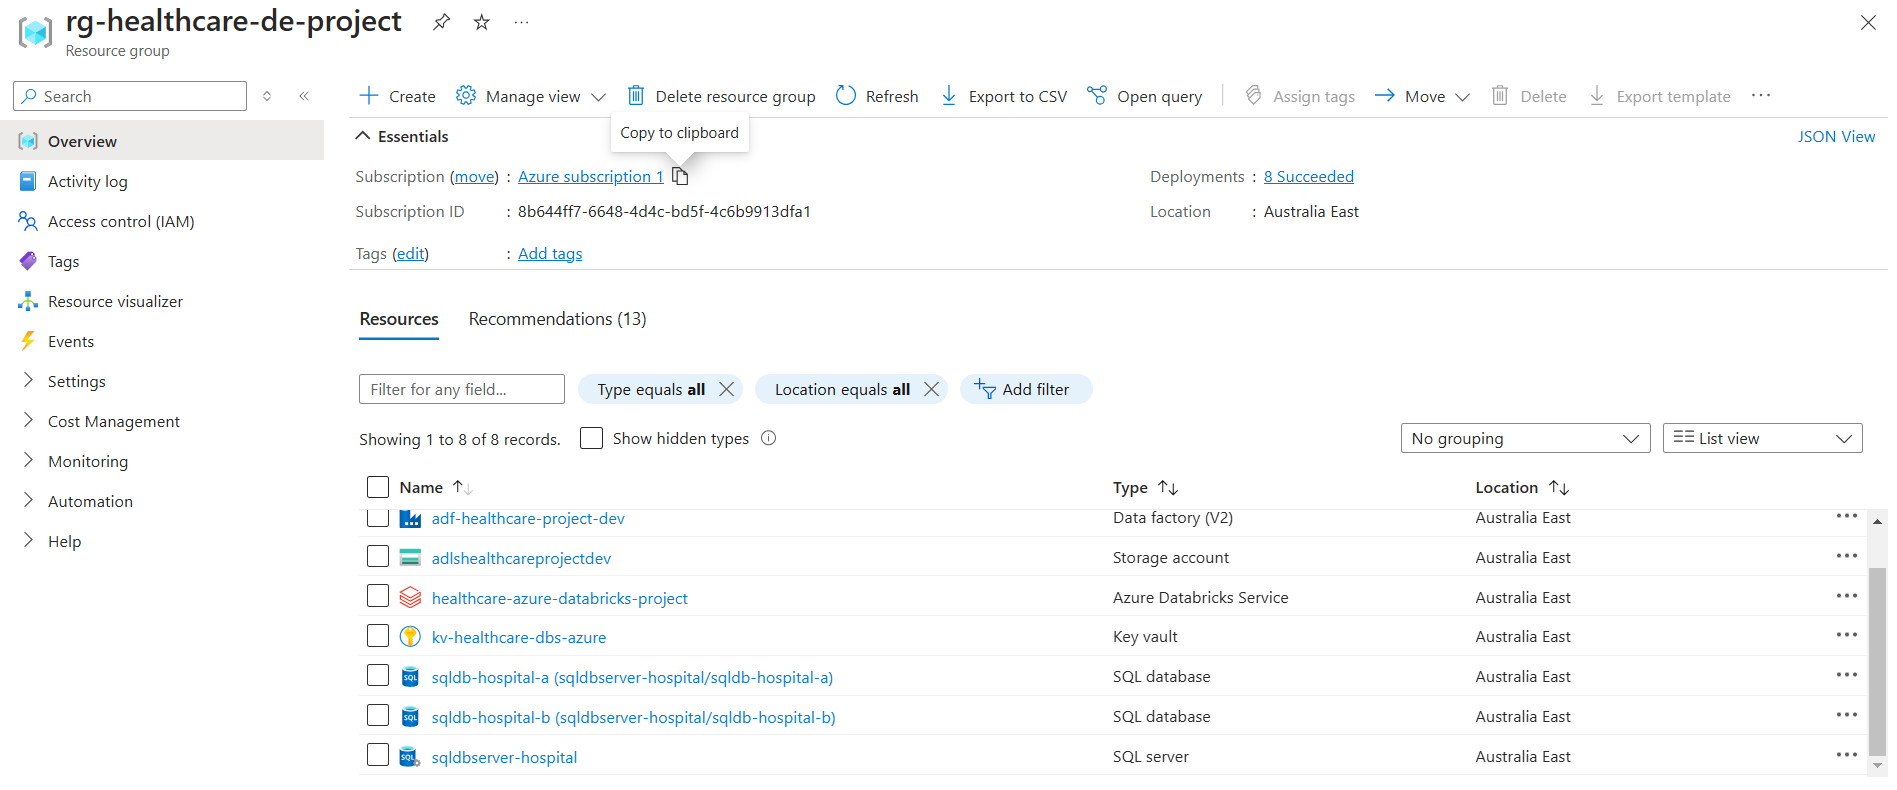 rg-healthcare-de-project
Resource group
Search
Create
Manage view
Delete resource group
Refresh
Export to CSV
Open query
Assign tags
Move
Delete
Export template
Copy to clipboard
Overview
Activity log
Access control (IAM)
Tags
Resource visualizer
Events
Settings
Cost Management
Monitoring
Automation
Help
Essentials
JSON View
Subscription (move) : Azure subscription 1
Deployments : 8 Succeeded
Subscription ID : 8b644ff7-6648-4d4c-bd5f-4c6b9913dfa1
Location : Australia East
Tags (edit) : Add tags
Resources Recommendations (13)
Filter for any field... Type equals all Location equals all Add filter
Showing 1 to 8 of 8 records. Show hidden types No grouping List view
Name Type Location
adf-healthcare-project-dev Data factory (V2) Australia East
adlshealthcareprojectdev Storage account Australia East
healthcare-azure-databricks-project Azure Databricks Service Australia East
kv-healthcare-dbs-azure Key vault Australia East
sqldb-hospital-a (sqldbserver-hospital/sqldb-hospital-a) SQL database Australia East
sqldb-hospital-b (sqldbserver-hospital/sqldb-hospital-b) SQL database Australia East
sqldbserver-hospital SQL server Australia East